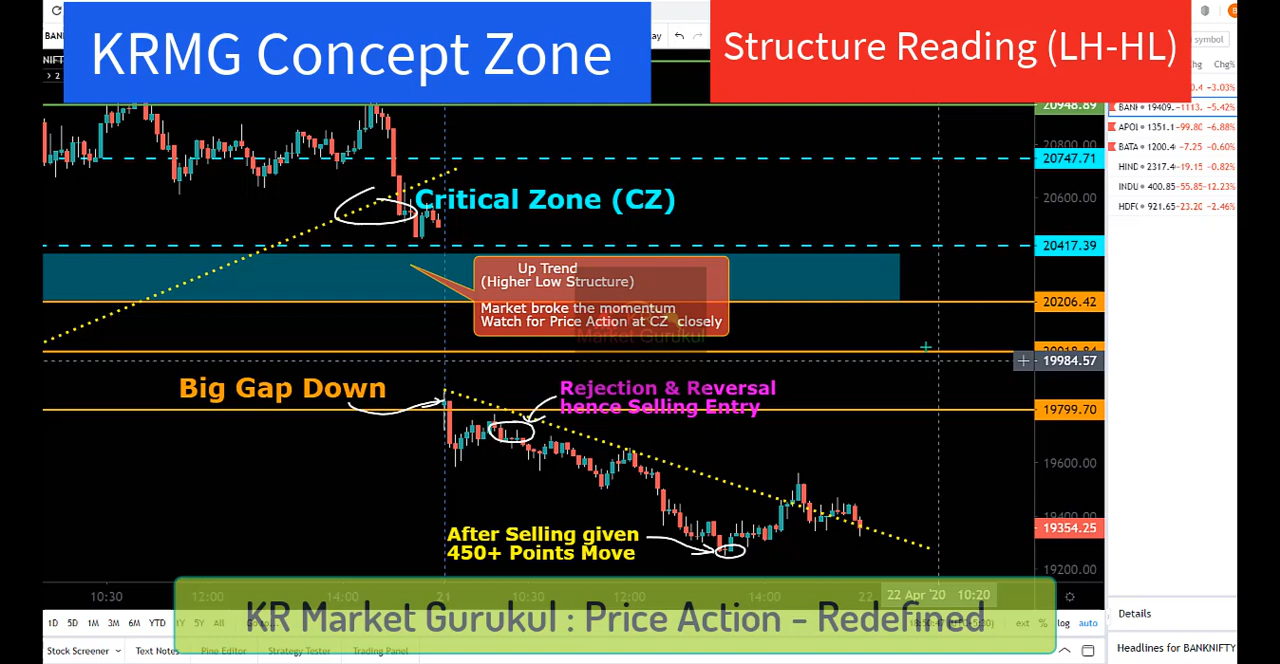 KRMG Concept Zone
Structure Reading (LH-HL)
symbol
Chg%
-3.03%
20948.89
19409. -1113. -5.42%
APOI 1351.1 -99.80 -6.88%
20800.00
BATA 1200.4 -7.25 -0.60%
20747.71
HIND 2317.4 -19.15 -0.82%
INDU 400.85 -55.85 -12.23%
20600.00
HDFC 921.65 -23.20 -2.46%
Critical Zone (CZ)
20417.39
Up Trend
(Higher Low Structure)
20206.42
Market broke the momentum
Watch for Price Action at CZ closely
Market Gurukul
19984.57
Big Gap Down
Rejection & Reversal
hence Selling Entry
19799.70
19600.00
19400.00
19354.25
After Selling given
450+ Points Move
19200.00
10:30
12:00
14:00
21
10:30
12:00
14:00
22
22 Apr '20 10:20
KR Market Gurukul : Price Action - Redefined
1D 5D 1M 3M 6M YTD 1Y 5Y All
ext % log auto
Details
Stock Screener
Text Notes
Pine Editor
Strategy Tester
Trading Panel
Headlines for BANKNIFTY